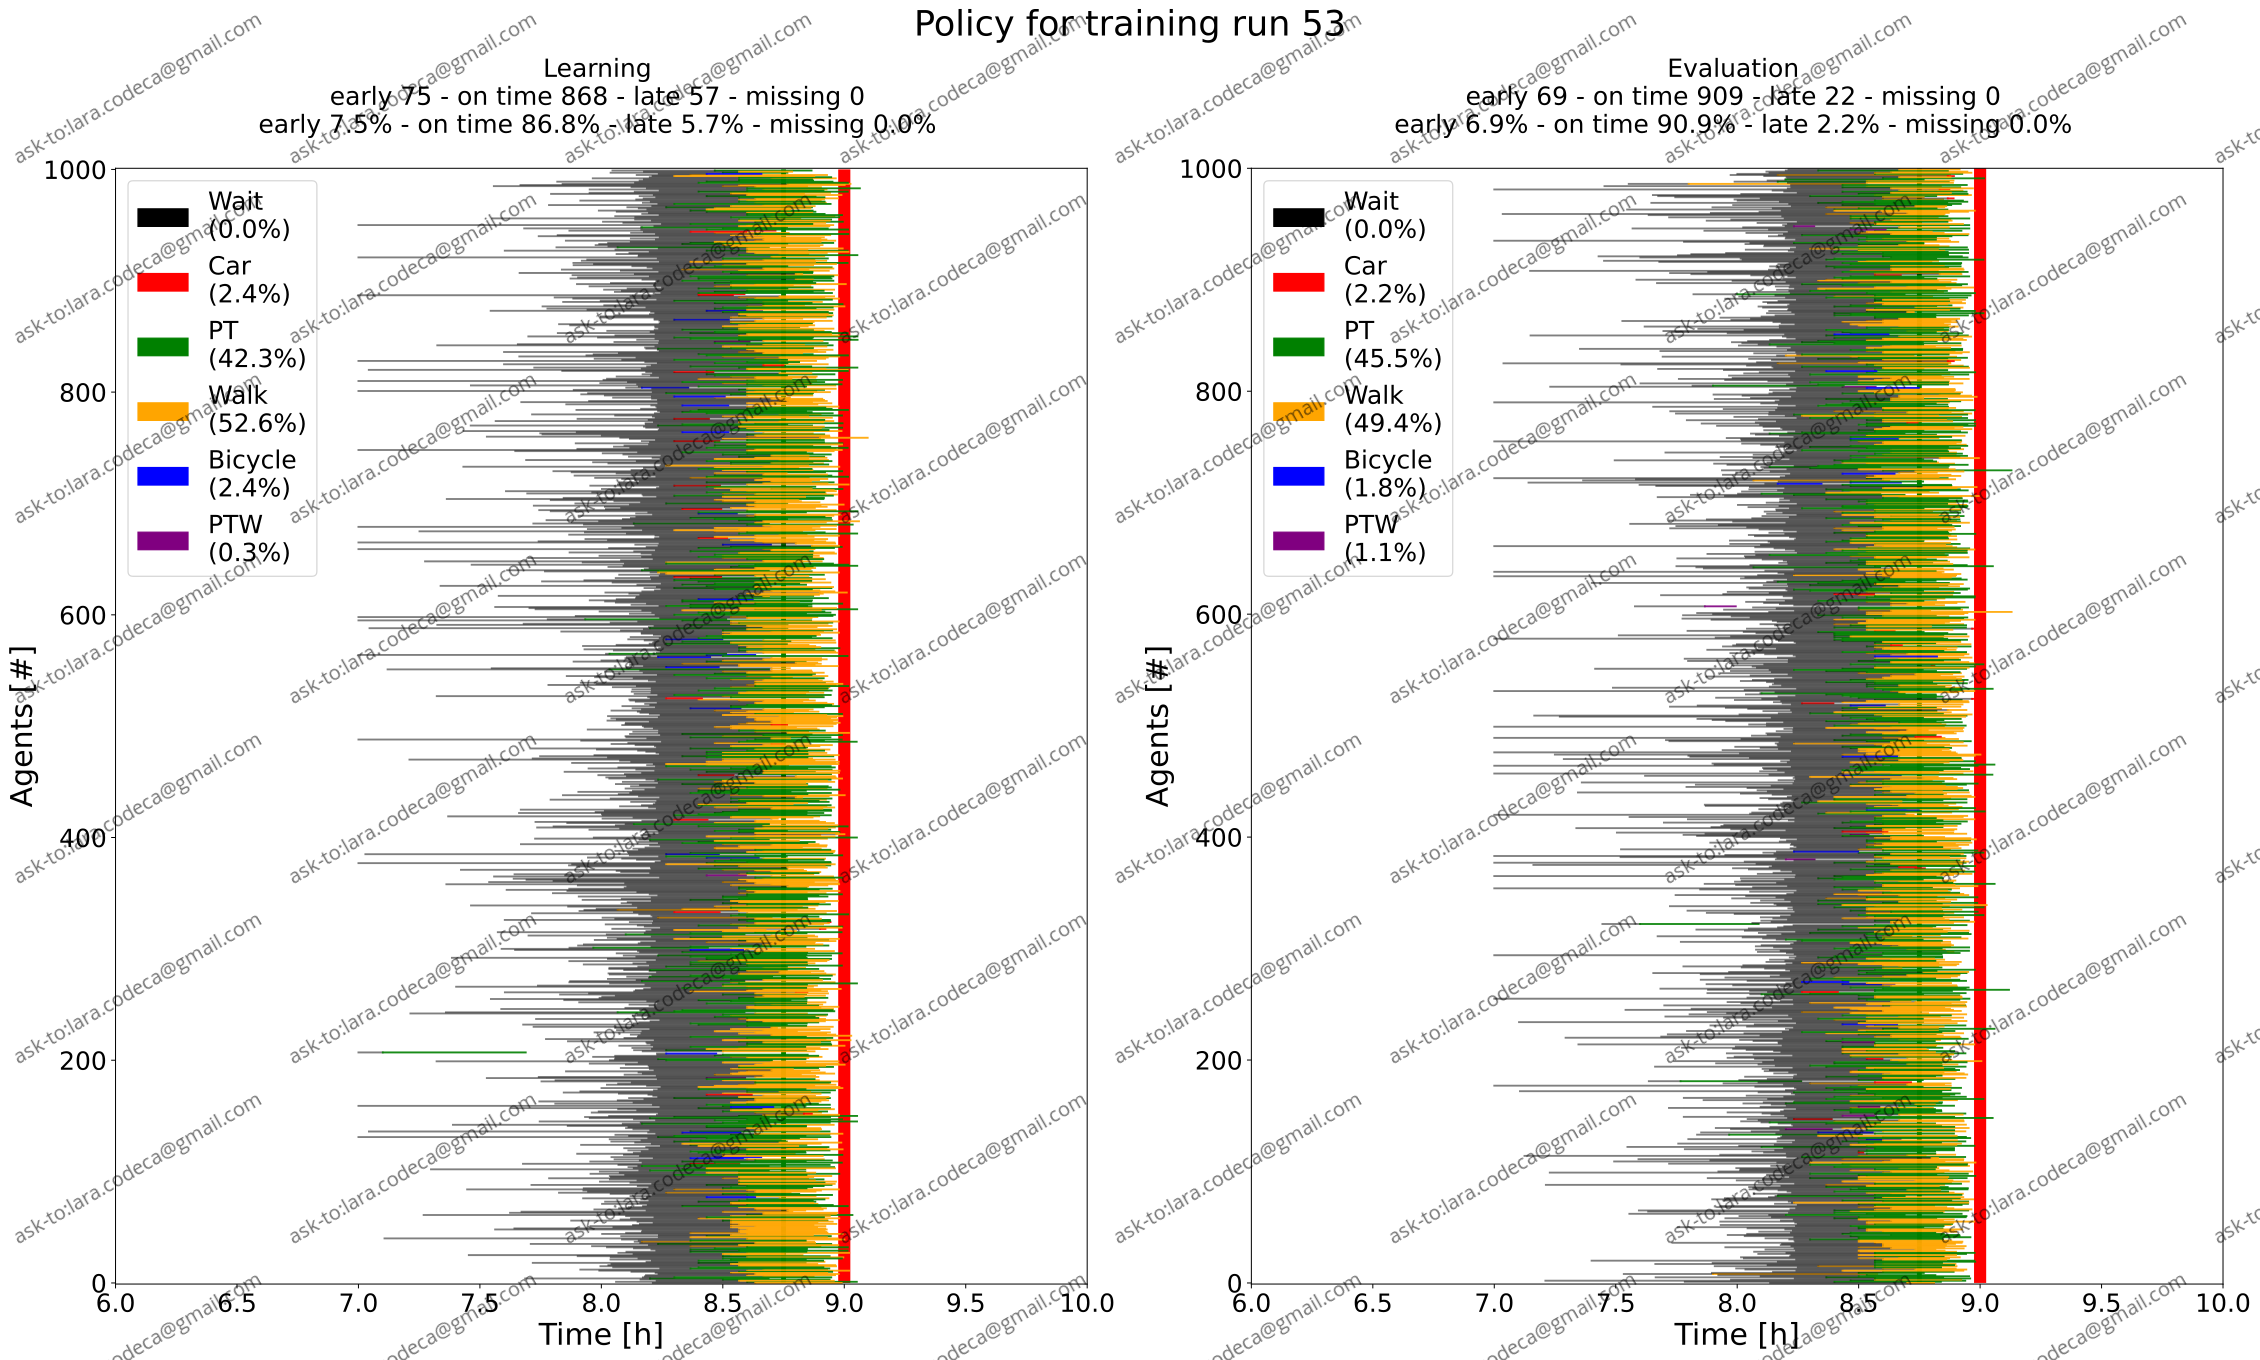 Policy for training run 53
Learning
early 75 - on time 868 - late 57 - missing 0
early 7.5% - on time 86.8% - late 5.7% - missing 0.0%
Wait
(0.0%)
Car
(2.4%)
PT
(42.3%)
Walk
(52.6%)
Bicycle
(2.4%)
PTW
(0.3%)
Agents [#]
1000
800
600
400
200
0
6.0 6.5 7.0 7.5 8.0 8.5 9.0 9.5 10.0
Time [h]
Evaluation
early 69 - on time 909 - late 22 - missing 0
early 6.9% - on time 90.9% - late 2.2% - missing 0.0%
Wait
(0.0%)
Car
(2.2%)
PT
(45.5%)
Walk
(49.4%)
Bicycle
(1.8%)
PTW
(1.1%)
Agents [#]
1000
800
600
400
200
0
6.0 6.5 7.0 7.5 8.0 8.5 9.0 9.5 10.0
Time [h]
ask-to:lara.codeca@gmail.com